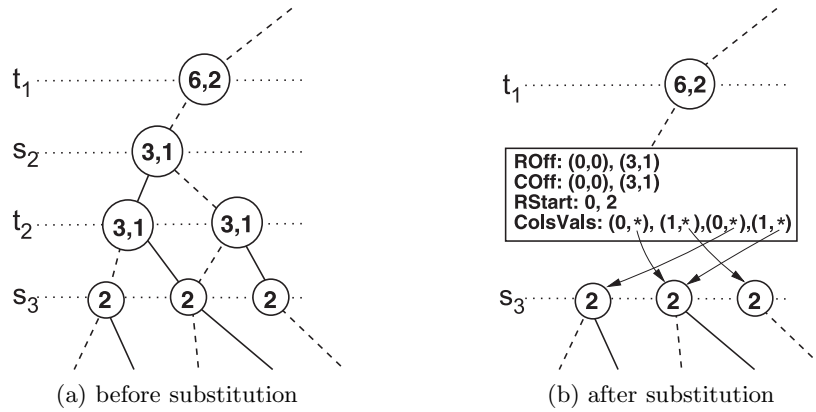 t1 6,2
s2 3,1
t2 3,1 3,1
s3 2 2 2
(a) before substitution
t1 6,2
ROff: (0,0), (3,1)
COff: (0,0), (3,1)
RStart: 0, 2
ColsVals: (0,*), (1,*),(0,*),(1,*)
s3 2 2 2
(b) after substitution